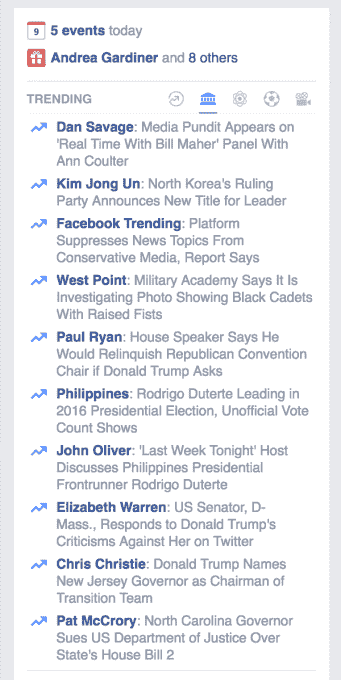 9 5 events today
Andrea Gardiner and 8 others
TRENDING
Dan Savage: Media Pundit Appears on
'Real Time With Bill Maher' Panel With
Ann Coulter
Kim Jong Un: North Korea's Ruling
Party Announces New Title for Leader
Facebook Trending: Platform
Suppresses News Topics From
Conservative Media, Report Says
West Point: Military Academy Says It Is
Investigating Photo Showing Black Cadets
With Raised Fists
Paul Ryan: House Speaker Says He
Would Relinquish Republican Convention
Chair if Donald Trump Asks
Philippines: Rodrigo Duterte Leading in
2016 Presidential Election, Unofficial Vote
Count Shows
John Oliver: 'Last Week Tonight' Host
Discusses Philippines Presidential
Frontrunner Rodrigo Duterte
Elizabeth Warren: US Senator, D-
Mass., Responds to Donald Trump's
Criticisms Against Her on Twitter
Chris Christie: Donald Trump Names
New Jersey Governor as Chairman of
Transition Team
Pat McCrory: North Carolina Governor
Sues US Department of Justice Over
State's House Bill 2